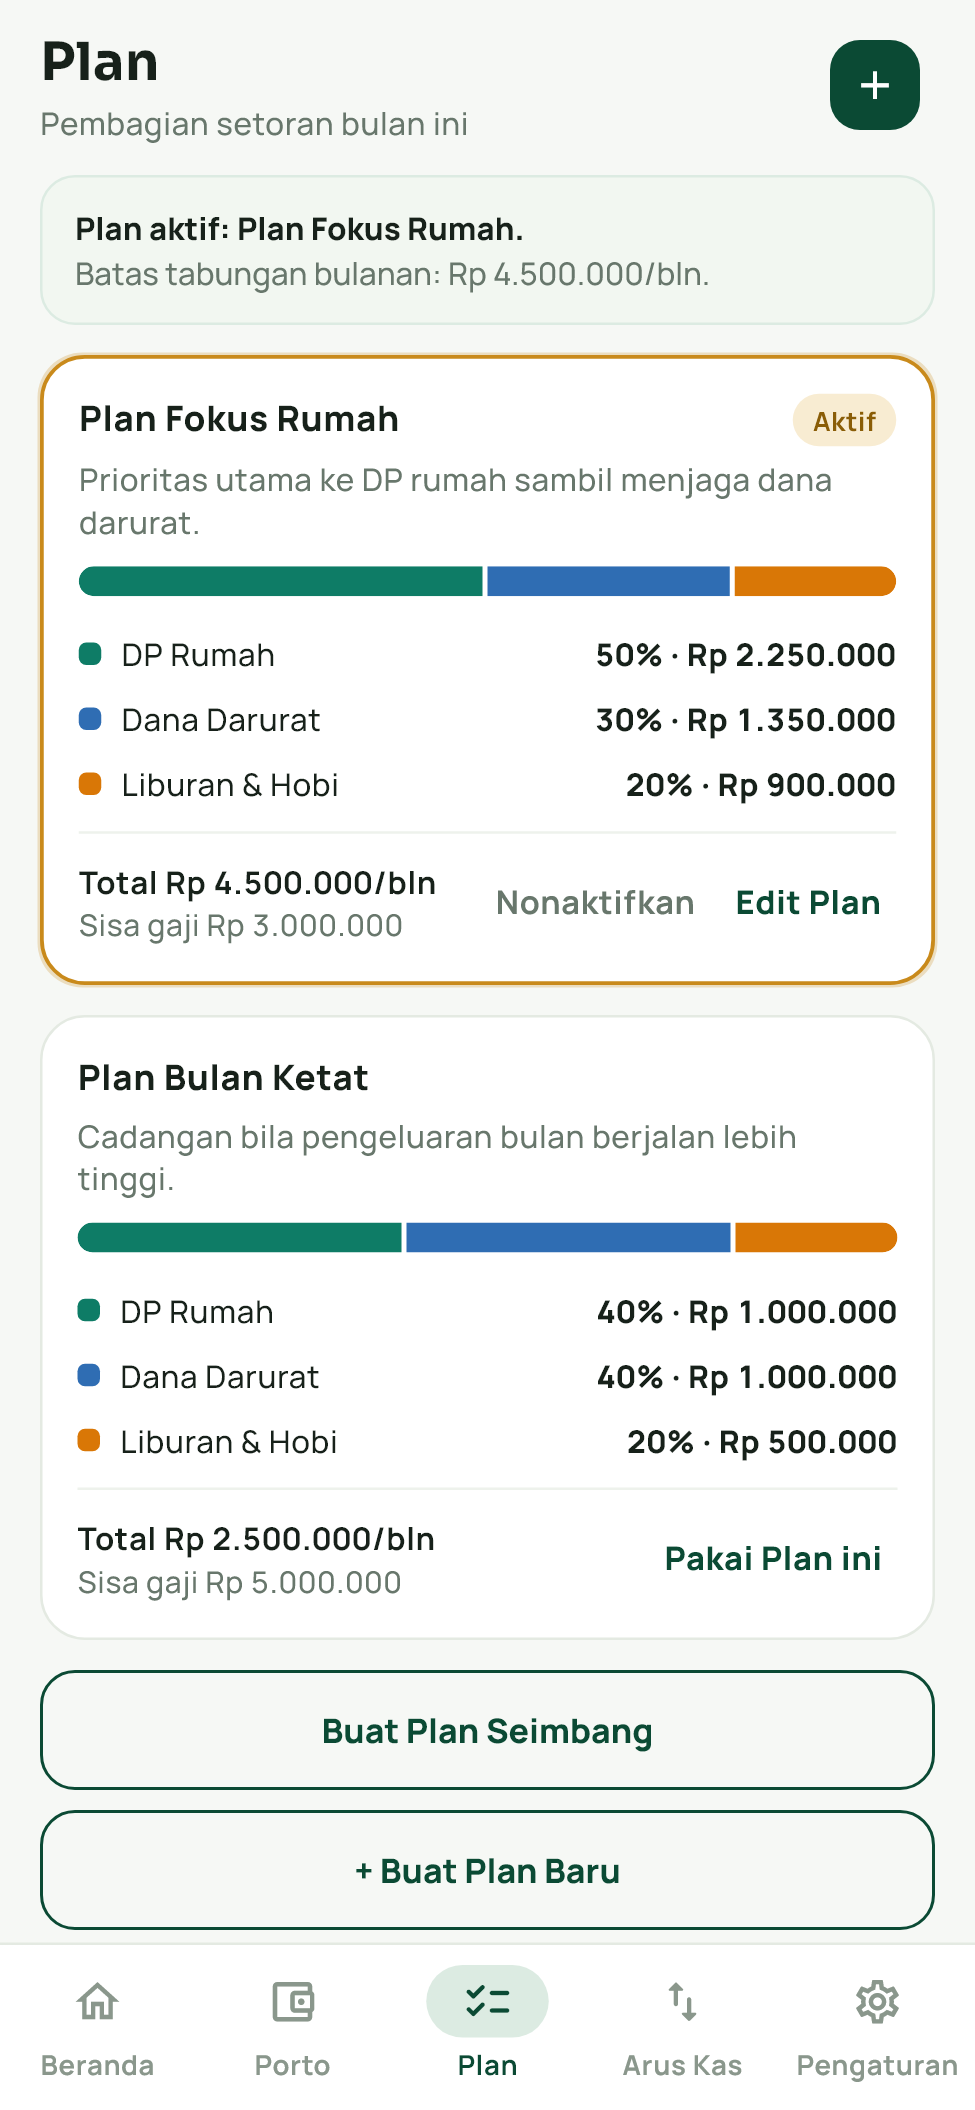 Plan
Pembagian setoran bulan ini
+
Plan aktif: Plan Fokus Rumah.
Batas tabungan bulanan: Rp 4.500.000/bln.
Plan Fokus Rumah
Aktif
Prioritas utama ke DP rumah sambil menjaga dana
darurat.
DP Rumah 50% · Rp 2.250.000
Dana Darurat 30% · Rp 1.350.000
Liburan & Hobi 20% · Rp 900.000
Total Rp 4.500.000/bln
Sisa gaji Rp 3.000.000
Nonaktifkan Edit Plan
Plan Bulan Ketat
Cadangan bila pengeluaran bulan berjalan lebih
tinggi.
DP Rumah 40% · Rp 1.000.000
Dana Darurat 40% · Rp 1.000.000
Liburan & Hobi 20% · Rp 500.000
Total Rp 2.500.000/bln
Sisa gaji Rp 5.000.000
Pakai Plan ini
Buat Plan Seimbang
+ Buat Plan Baru
Beranda Porto Plan Arus Kas Pengaturan